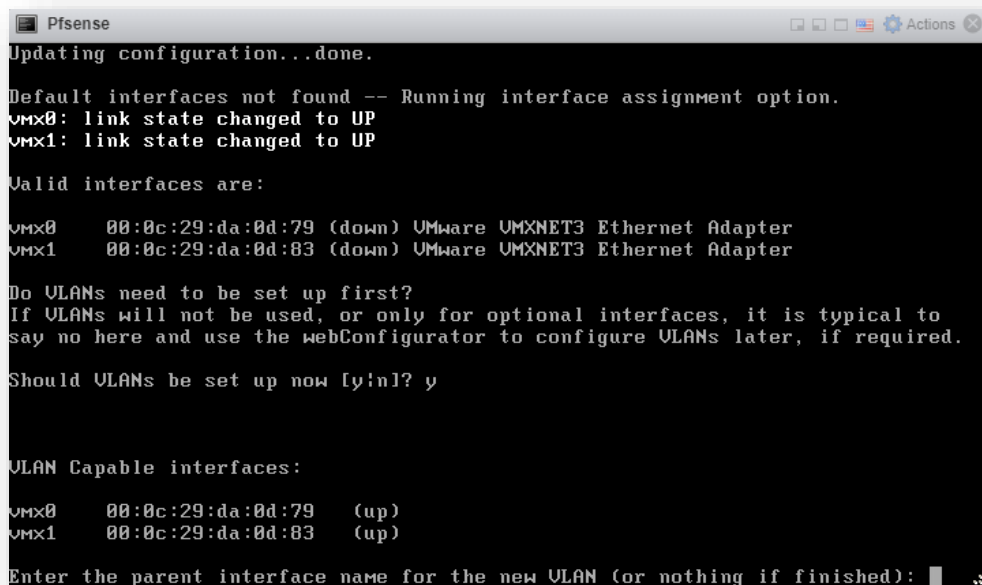 Pfsense
Actions
Updating configuration...done.
Default interfaces not found -- Running interface assignment option.
vmx0: link state changed to UP
vmx1: link state changed to UP
Valid interfaces are:
vmx0 00:0c:29:da:0d:79 (down) VMware VMXNET3 Ethernet Adapter
vmx1 00:0c:29:da:0d:83 (down) VMware VMXNET3 Ethernet Adapter
Do VLANs need to be set up first?
If VLANs will not be used, or only for optional interfaces, it is typical to
say no here and use the webConfigurator to configure VLANs later, if required.
Should VLANs be set up now [y|n]? y
VLAN Capable interfaces:
vmx0 00:0c:29:da:0d:79 (up)
vmx1 00:0c:29:da:0d:83 (up)
Enter the parent interface name for the new VLAN (or nothing if finished):